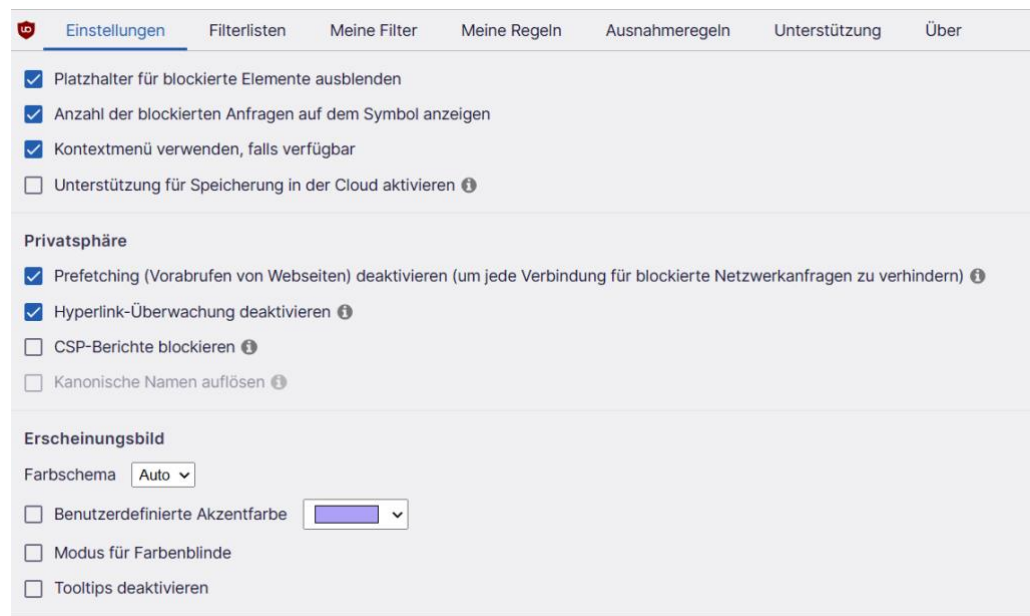 Einstellungen Filterlisten Meine Filter Meine Regeln Ausnahmeregeln Unterstützung Über
Platzhalter für blockierte Elemente ausblenden
Anzahl der blockierten Anfragen auf dem Symbol anzeigen
Kontextmenü verwenden, falls verfügbar
Unterstützung für Speicherung in der Cloud aktivieren
Privatsphäre
Prefetching (Vorabrufen von Webseiten) deaktivieren (um jede Verbindung für blockierte Netzwerkanfragen zu verhindern)
Hyperlink-Überwachung deaktivieren
CSP-Berichte blockieren
Kanonische Namen auflösen
Erscheinungsbild
Farbschema Auto
Benutzerdefinierte Akzentfarbe
Modus für Farbenblinde
Tooltips deaktivieren